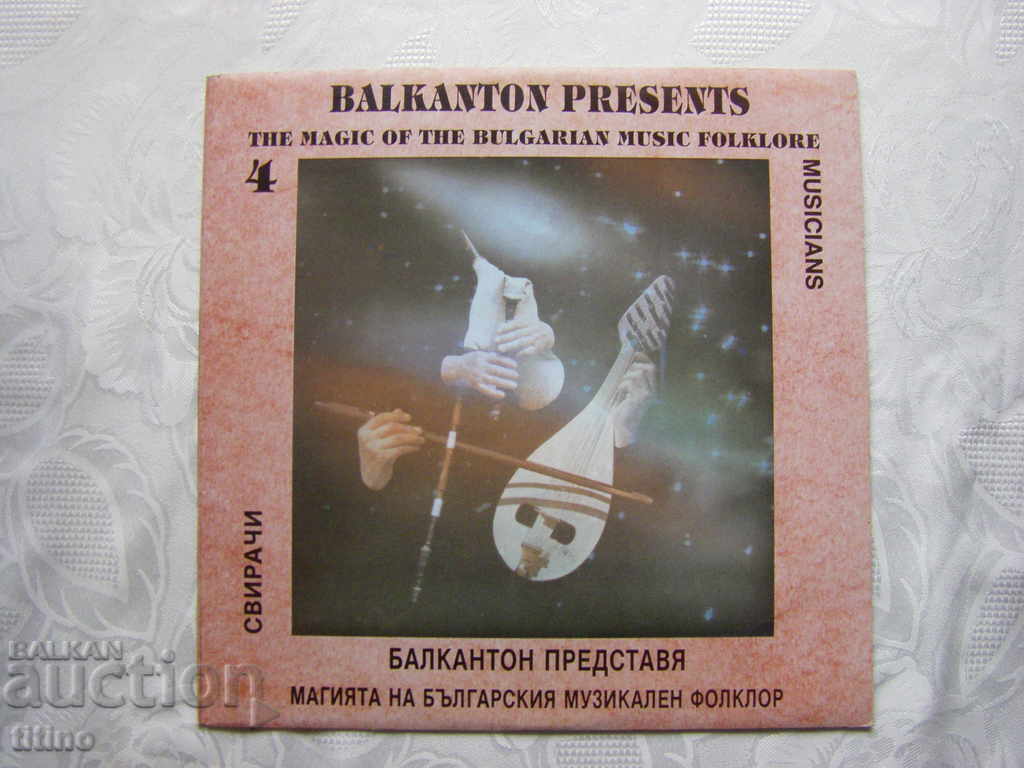 BALKANTON PRESENTS
THE MAGIC OF THE BULGARIAN MUSIC FOLKLORE
4
MUSICIANS
СВИРАЧИ
БАЛКАНТОН ПРЕДСТАВЯ
МАГИЯТА НА БЪЛГАРСКИЯ МУЗИКАЛЕН ФОЛКЛОР
BALKAN
auction
titino